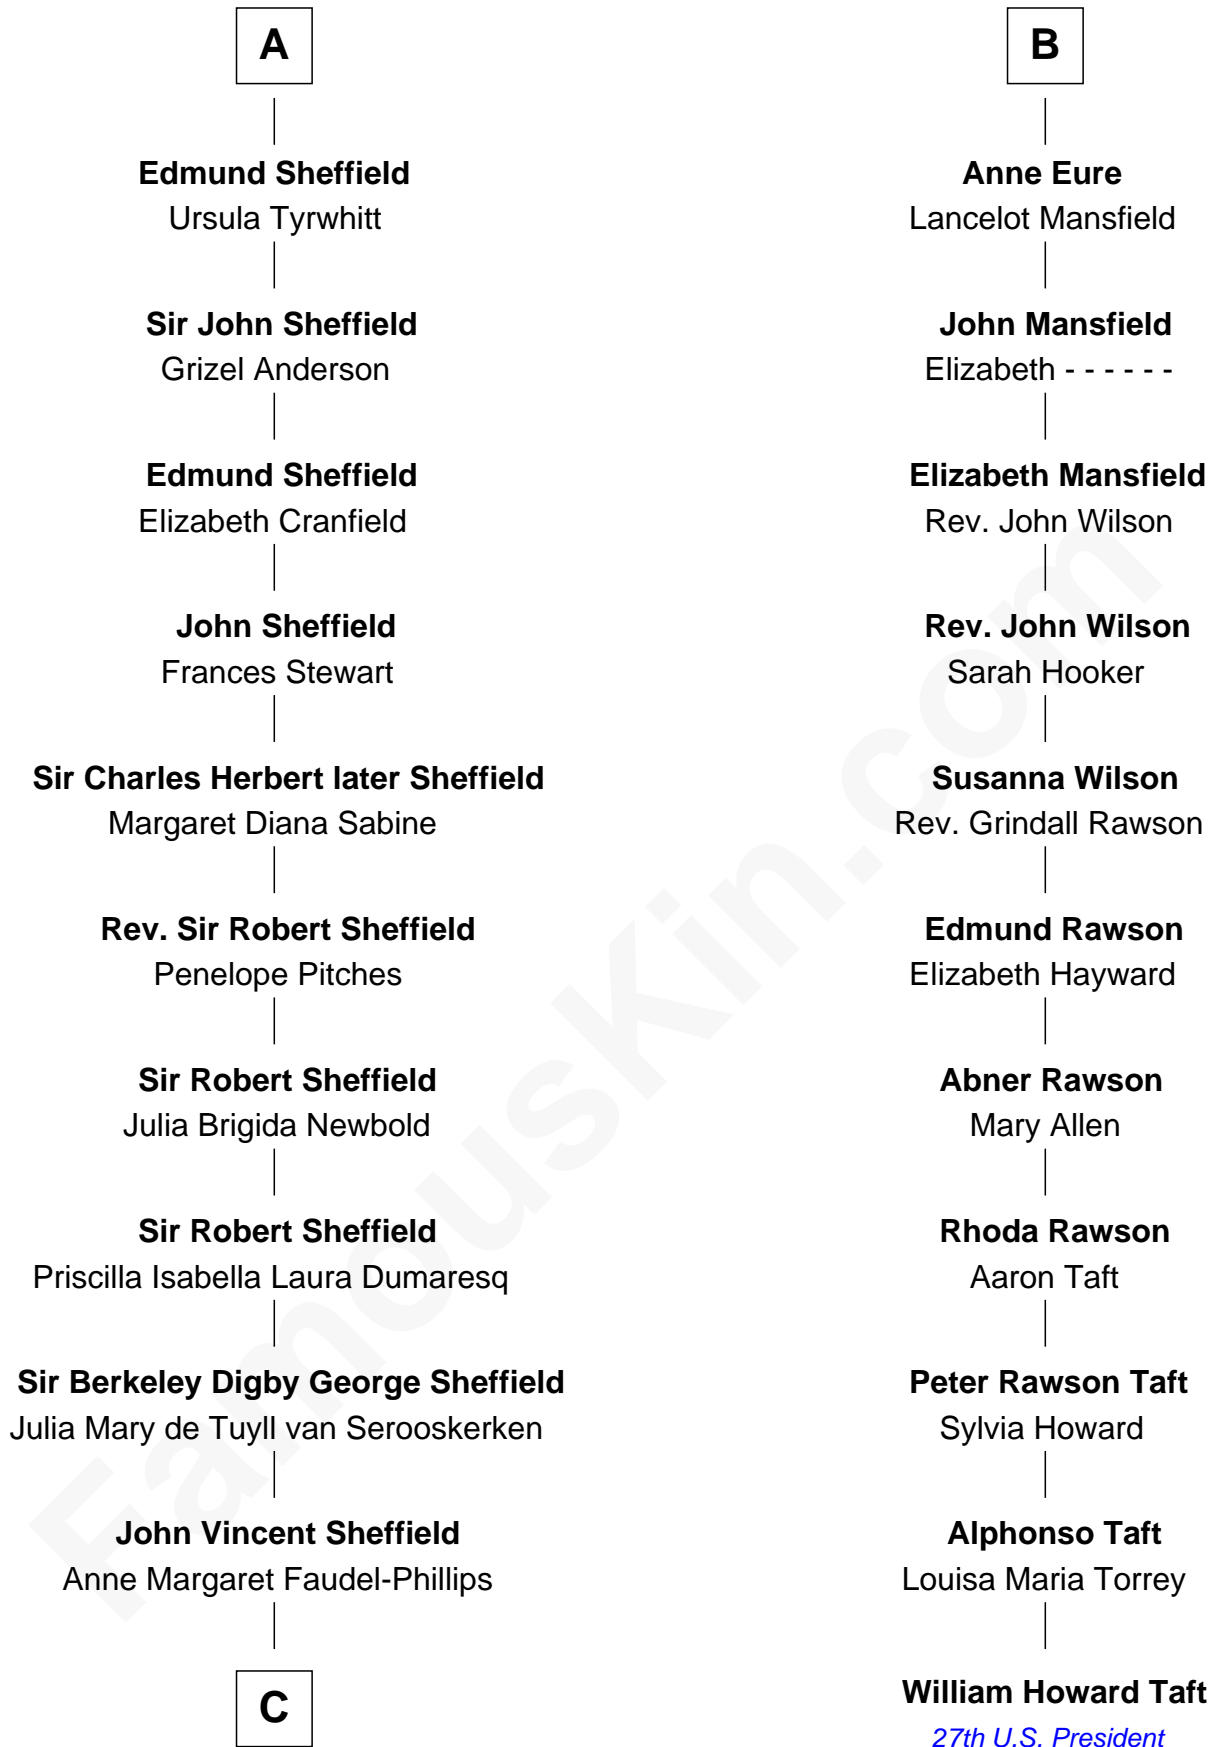 A
Edmund Sheffield
Ursula Tyrwhitt
Sir John Sheffield
Grizel Anderson
Edmund Sheffield
Elizabeth Cranfield
John Sheffield
Frances Stewart
Sir Charles Herbert later Sheffield
Margaret Diana Sabine
Rev. Sir Robert Sheffield
Penelope Pitches
Sir Robert Sheffield
Julia Brigida Newbold
Sir Robert Sheffield
Priscilla Isabella Laura Dumaresq
Sir Berkeley Digby George Sheffield
Julia Mary de Tuyll van Serooskerken
John Vincent Sheffield
Anne Margaret Faudel-Phillips
C
B
Anne Eure
Lancelot Mansfield
John Mansfield
Elizabeth - - - - - -
Elizabeth Mansfield
Rev. John Wilson
Rev. John Wilson
Sarah Hooker
Susanna Wilson
Rev. Grindall Rawson
Edmund Rawson
Elizabeth Hayward
Abner Rawson
Mary Allen
Rhoda Rawson
Aaron Taft
Peter Rawson Taft
Sylvia Howard
Alphonso Taft
Louisa Maria Torrey
William Howard Taft
27th U.S. President
FamousKin.com